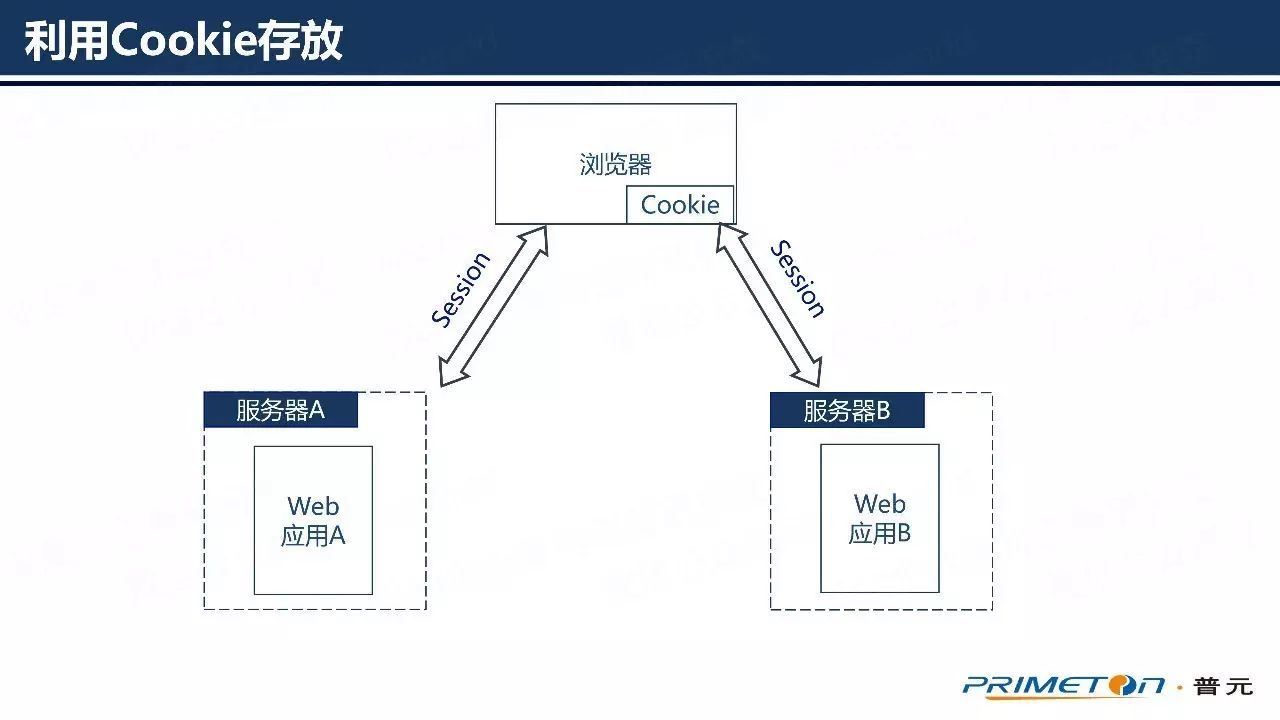 利用Cookie存放
浏览器
Cookie
Session
Session
服务器A
服务器B
Web
应用A
Web
应用B
PRIMETON · 普元